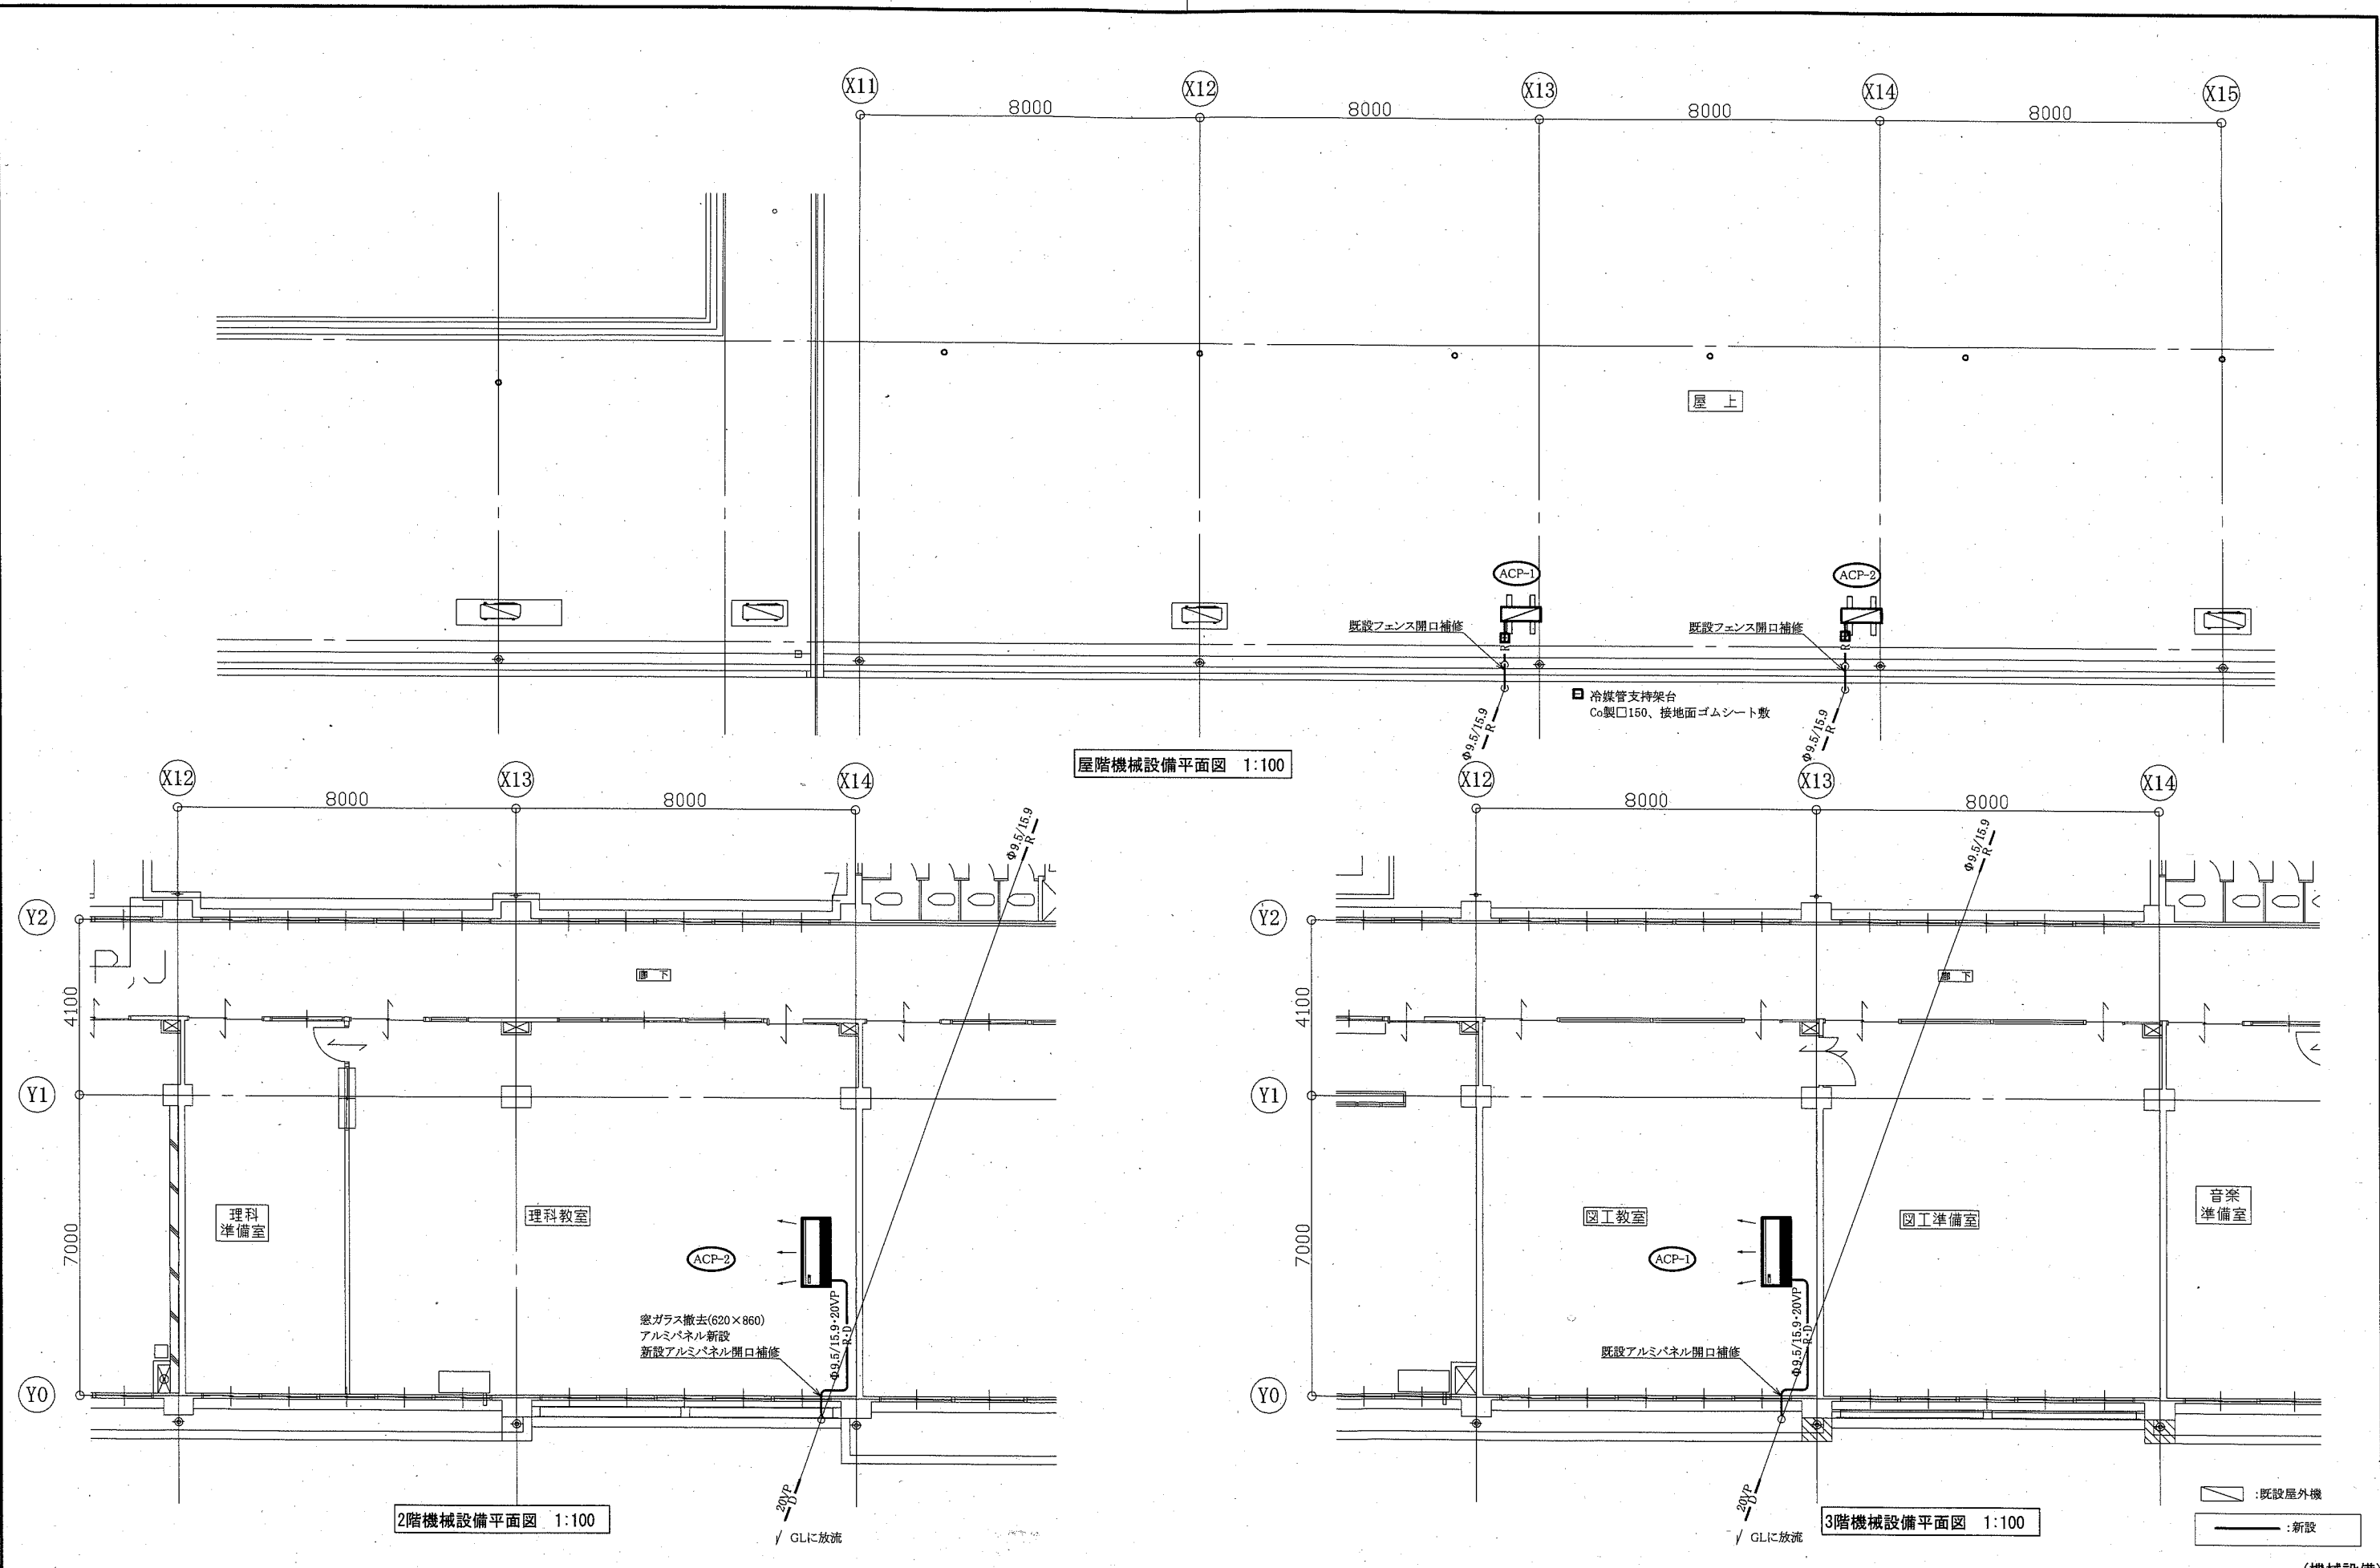 X11
X12
X13
X14
X15
8000
8000
8000
8000
屋 上
ACP-1
ACP-2
既設フェンス開口補修
既設フェンス開口補修
R
R
冷媒管支持架台
Co製□150、接地面ゴムシート敷
Φ9.5/15.9
R
Φ9.5/15.9
R
屋階機械設備平面図 1:100
X12
X13
X14
8000
8000
Φ9.5/15.9
R
Y2
廊下
4100
Y1
理科
準備室
理科教室
ACP-2
7000
窓ガラス撤去(620×860)
アルミパネル新設
新設アルミパネル開口補修
Φ9.5/15.9・20VP
R・D
Y0
20VP
D
GLに放流
2階機械設備平面図 1:100
X12
X13
X14
8000
8000
Φ9.5/15.9
R
Y2
廊下
4100
Y1
図工教室
図工準備室
音楽
準備室
ACP-1
7000
既設アルミパネル開口補修
Φ9.5/15.9・20VP
R・D
Y0
20VP
D
GLに放流
3階機械設備平面図 1:100
:既設屋外機
:新設